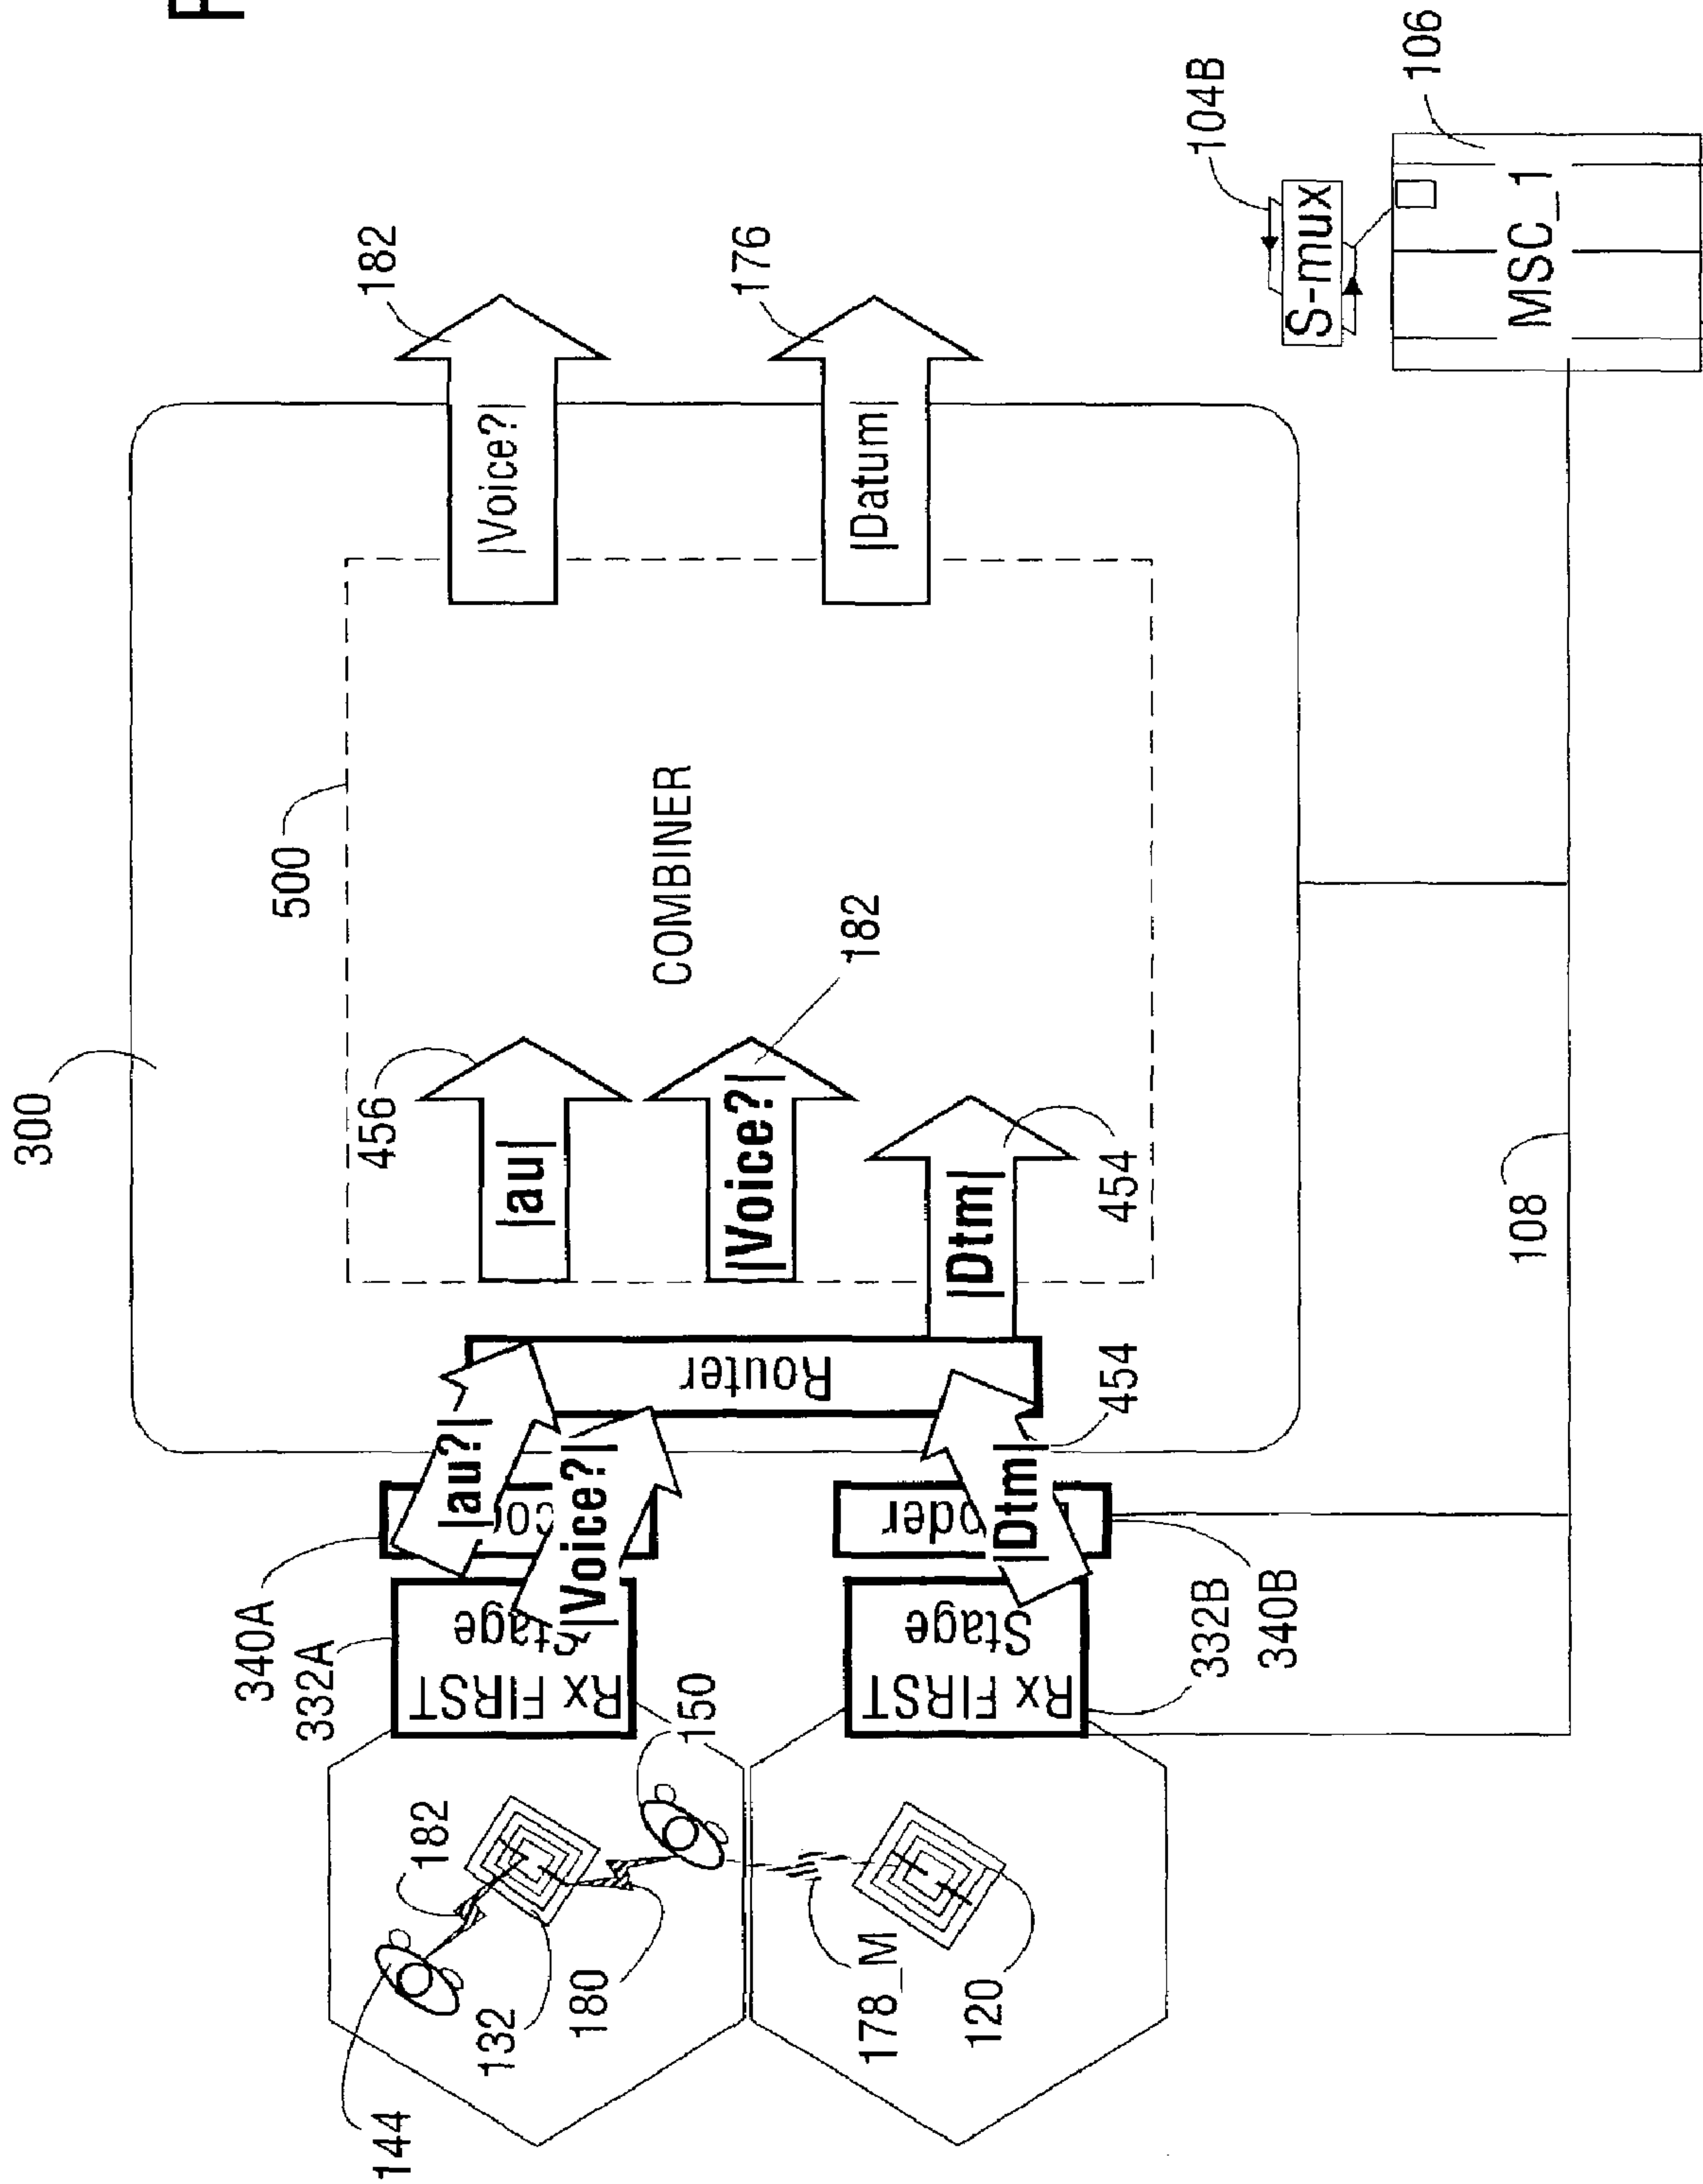 300
500
456
182
176
|Voice?|
|Datum|
COMBINER
|au|
|Voice?|
182
|Dtm|
454
454
Router
|au?|
|Voice?|
|Dtm|
340A
332A
Rx FIRST
Stage
Rx FIRST
Stage
332B
340B
150
182
144
132
180
178_M
120
108
104B
S-mux
106
MSC_1